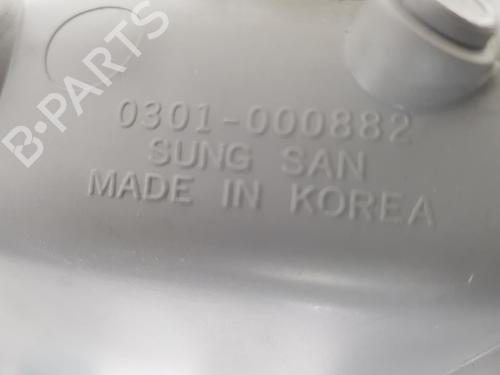 0301-000882
SUNG SAN
MADE IN KOREA
B-PARTS